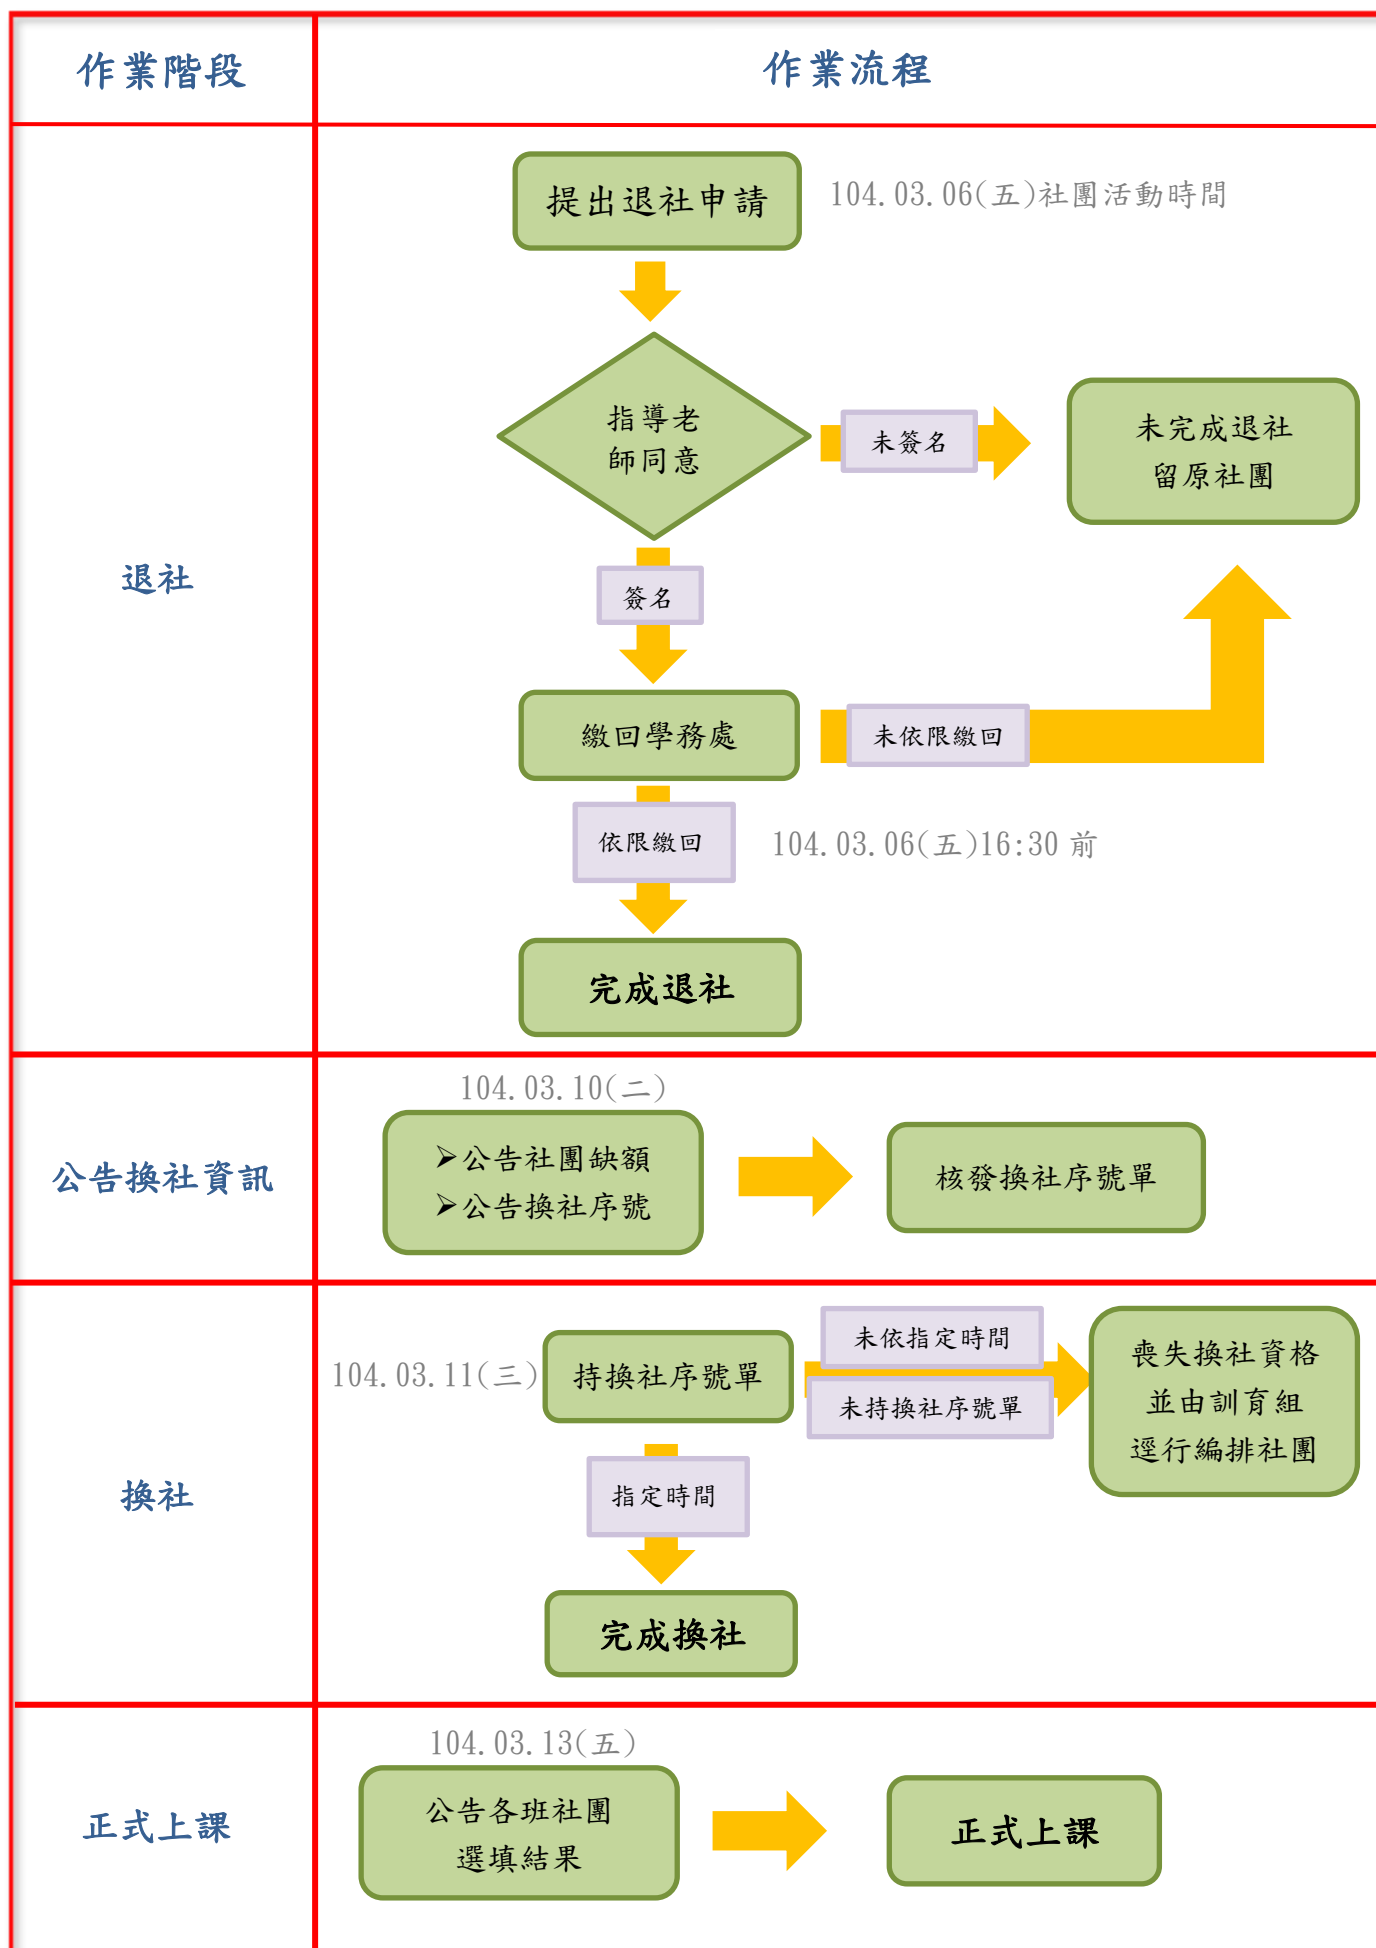 作業階段
作業流程
退社
提出退社申請
104.03.06(五)社團活動時間
指導老
師同意
未簽名
未完成退社
留原社團
簽名
繳回學務處
未依限繳回
依限繳回
104.03.06(五)16:30 前
完成退社
公告換社資訊
104.03.10(二)
➢公告社團缺額
➢公告換社序號
核發換社序號單
換社
104.03.11(三)
持換社序號單
未依指定時間
未持換社序號單
喪失換社資格
並由訓育組
逕行編排社團
指定時間
完成換社
正式上課
104.03.13(五)
公告各班社團
選填結果
正式上課